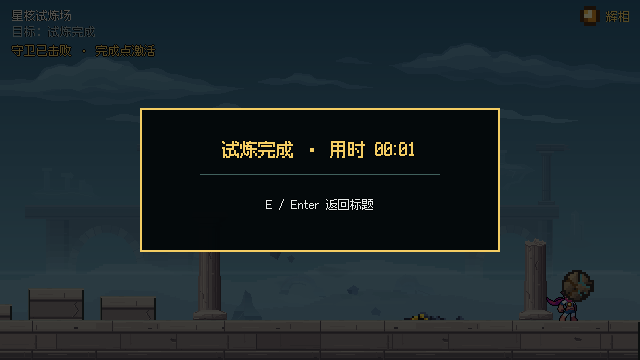 星核试炼场
目标：试炼完成
守卫已击败 · 完成点激活
辉相
试炼完成 · 用时 00:01
E / Enter 返回标题